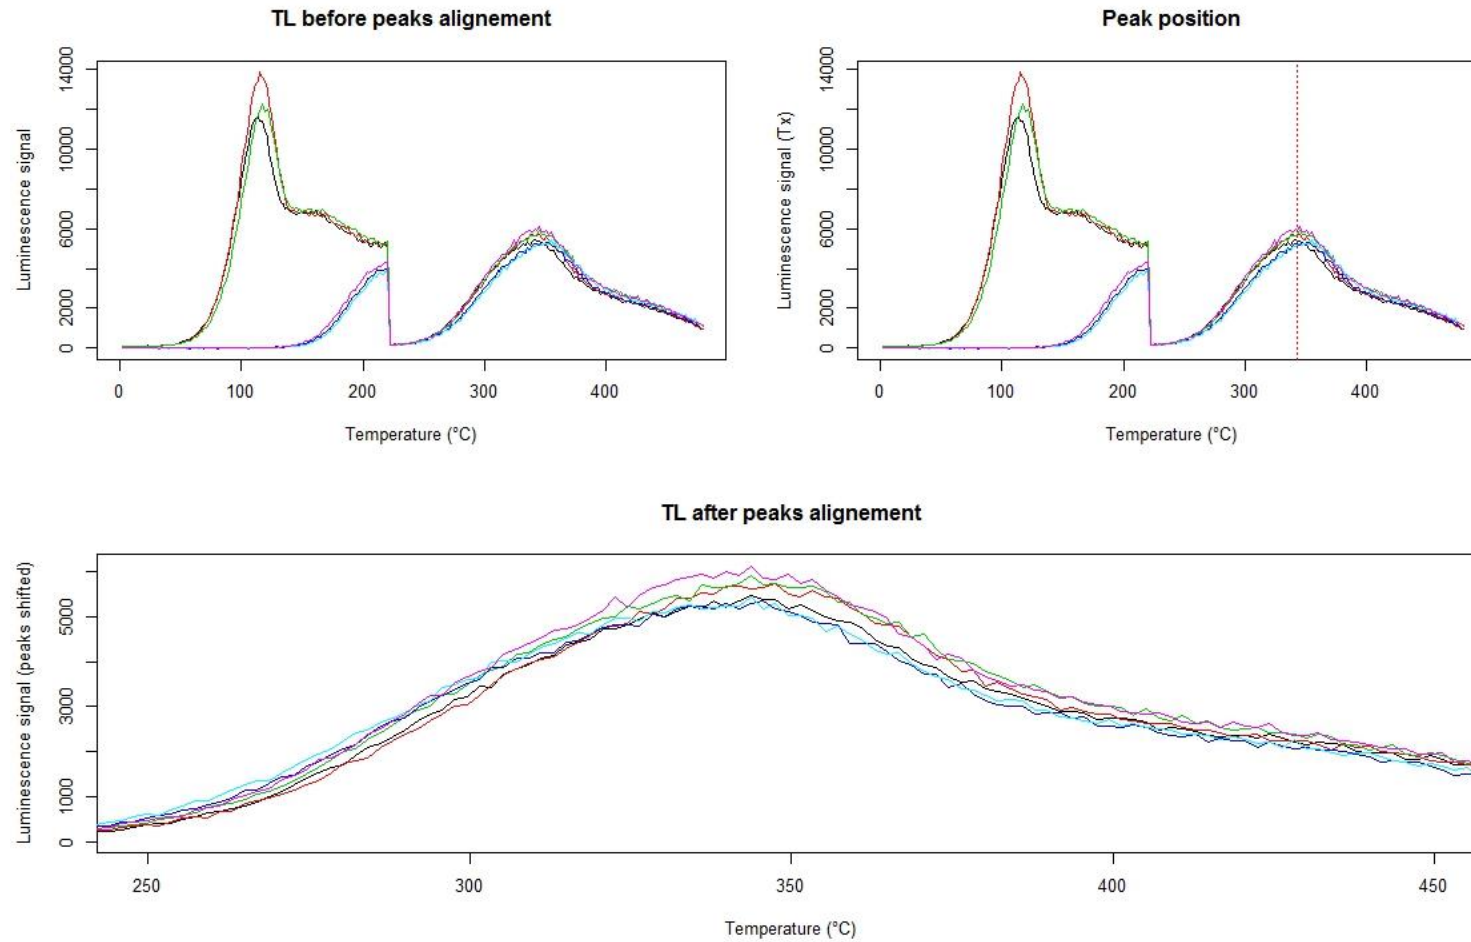 TL before peaks alignement
Luminescence signal
0 2000 6000 10000 14000
0 100 200 300 400
Temperature (°C)
Peak position
Luminescence signal (Tx)
0 2000 6000 10000 14000
0 100 200 300 400
Temperature (°C)
TL after peaks alignement
Luminescence signal (peaks shifted)
0 1000 3000 5000
250 300 350 400 450
Temperature (°C)